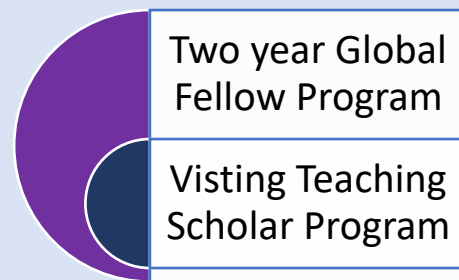 Two year Global
Fellow Program
Visting Teaching
Scholar Program